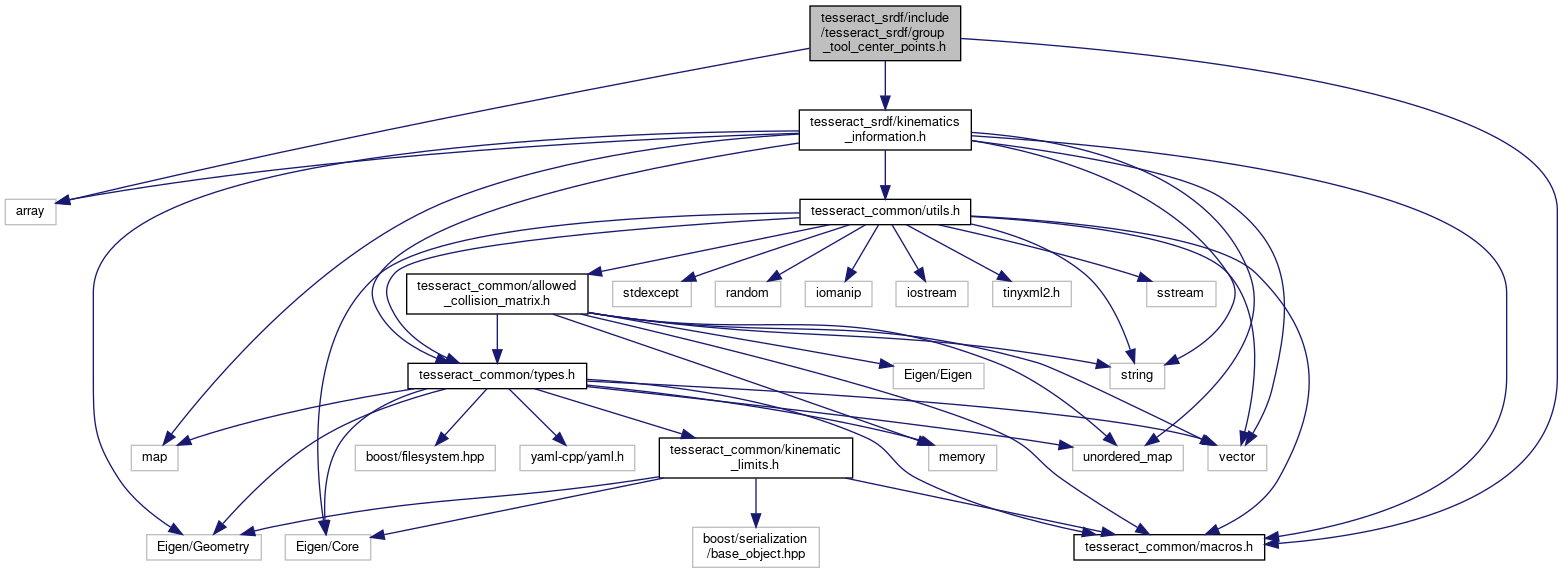 tesseract_srdf/include
/tesseract_srdf/group
_tool_center_points.h
tesseract_srdf/kinematics
_information.h
array
tesseract_common/utils.h
tesseract_common/allowed
_collision_matrix.h
stdexcept
random
iomanip
iostream
tinyxml2.h
sstream
tesseract_common/types.h
Eigen/Eigen
string
map
boost/filesystem.hpp
yaml-cpp/yaml.h
tesseract_common/kinematic
_limits.h
memory
unordered_map
vector
Eigen/Geometry
Eigen/Core
boost/serialization
/base_object.hpp
tesseract_common/macros.h